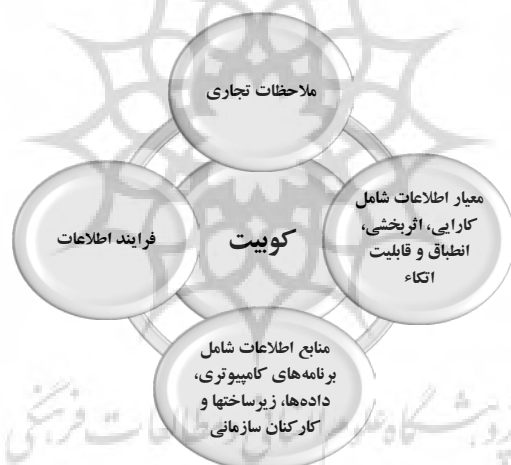 ملاحظات تجاری
معیار اطلاعات شامل
کارایی، اثربخشی،
انطباق و قابلیت
اتکاء
کوبیت
فرایند اطلاعات
منابع اطلاعات شامل
برنامه‌های کامپیوتری،
داده‌ها، زیرساختها و
کارکنان سازمانی